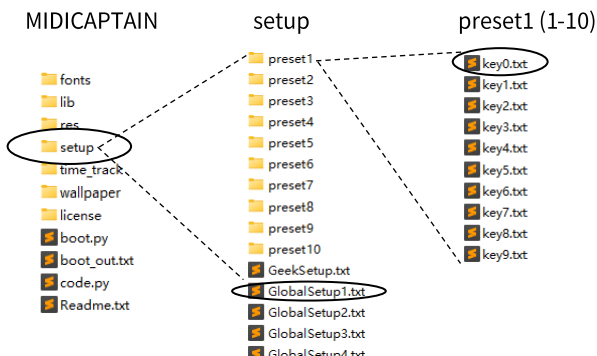 MIDICAPTAIN
fonts
lib
res
setup
time_track
wallpaper
license
boot.py
boot_out.txt
code.py
Readme.txt
setup
preset1
preset2
preset3
preset4
preset5
preset6
preset7
preset8
preset9
preset10
GeekSetup.txt
GlobalSetup1.txt
GlobalSetup2.txt
GlobalSetup3.txt
GlobalSetup4.txt
preset1 (1-10)
key0.txt
key1.txt
key2.txt
key3.txt
key4.txt
key5.txt
key6.txt
key7.txt
key8.txt
key9.txt